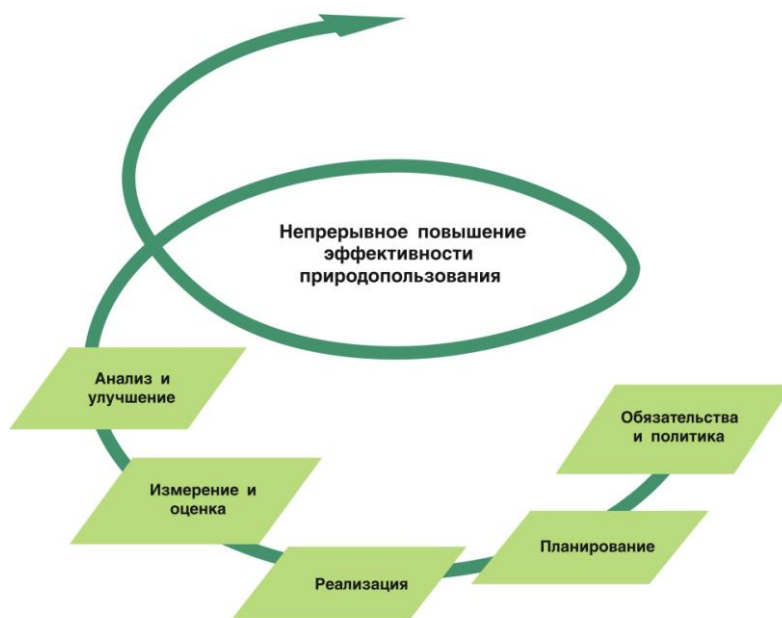 Непрерывное повышение
эффективности
природопользования
Анализ и
улучшение
Обязательства
и политика
Измерение и
оценка
Планирование
Реализация